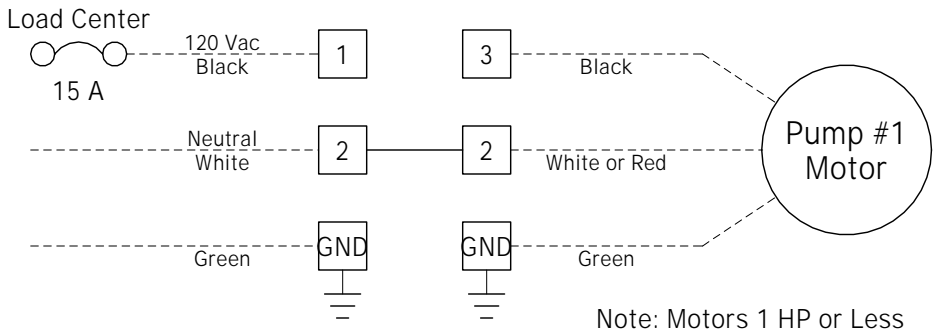 Load Center
15 A
120 Vac
Black
1
3
Black
Neutral
White
2
2
White or Red
Pump #1
Motor
Green
GND
GND
Green
Note: Motors 1 HP or Less